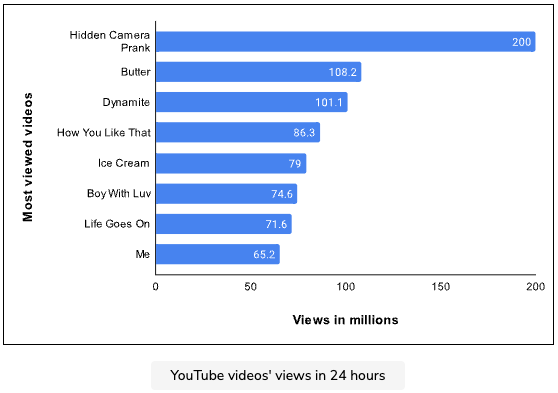 Hidden Camera
Prank
200
Butter
108.2
Dynamite
101.1
How You Like That
86.3
Ice Cream
79
Boy With Luv
74.6
Life Goes On
71.6
Me
65.2
Most viewed videos
0 50 100 150 200
Views in millions
YouTube videos' views in 24 hours